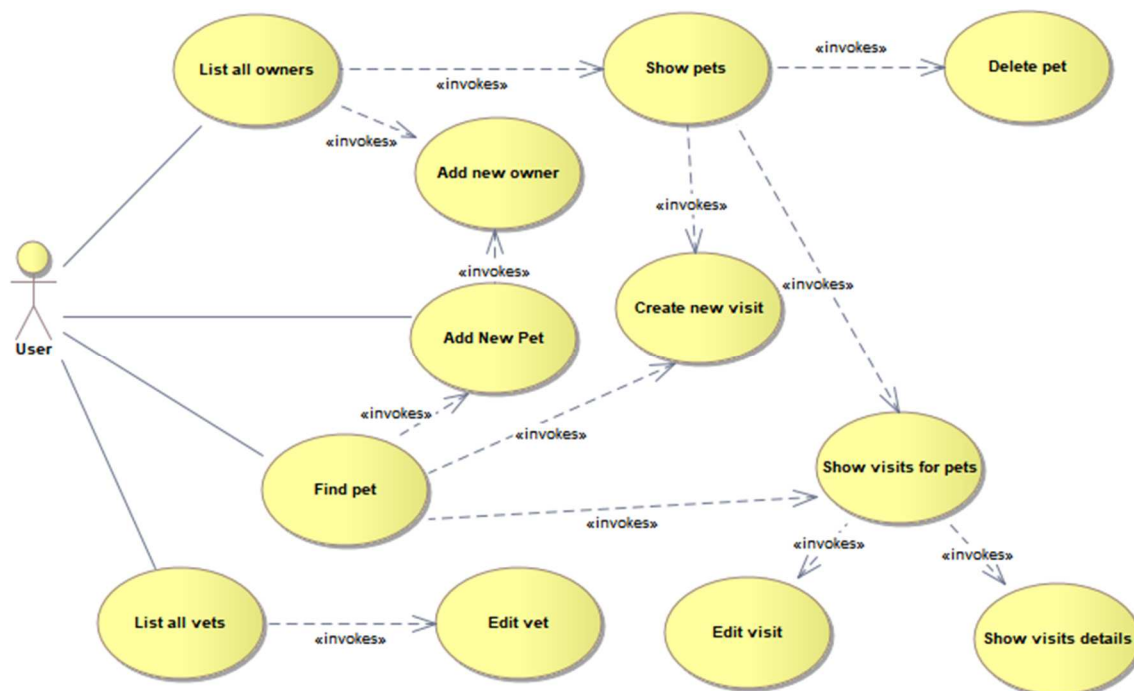 List all owners
«invokes»
Show pets
«invokes»
Delete pet
«invokes»
Add new owner
«invokes»
«invokes»
Create new visit
«invokes»
User
Add New Pet
«invokes»
«invokes»
Find pet
Show visits for pets
«invokes»
«invokes»
«invokes»
List all vets
«invokes»
Edit vet
Edit visit
Show visits details